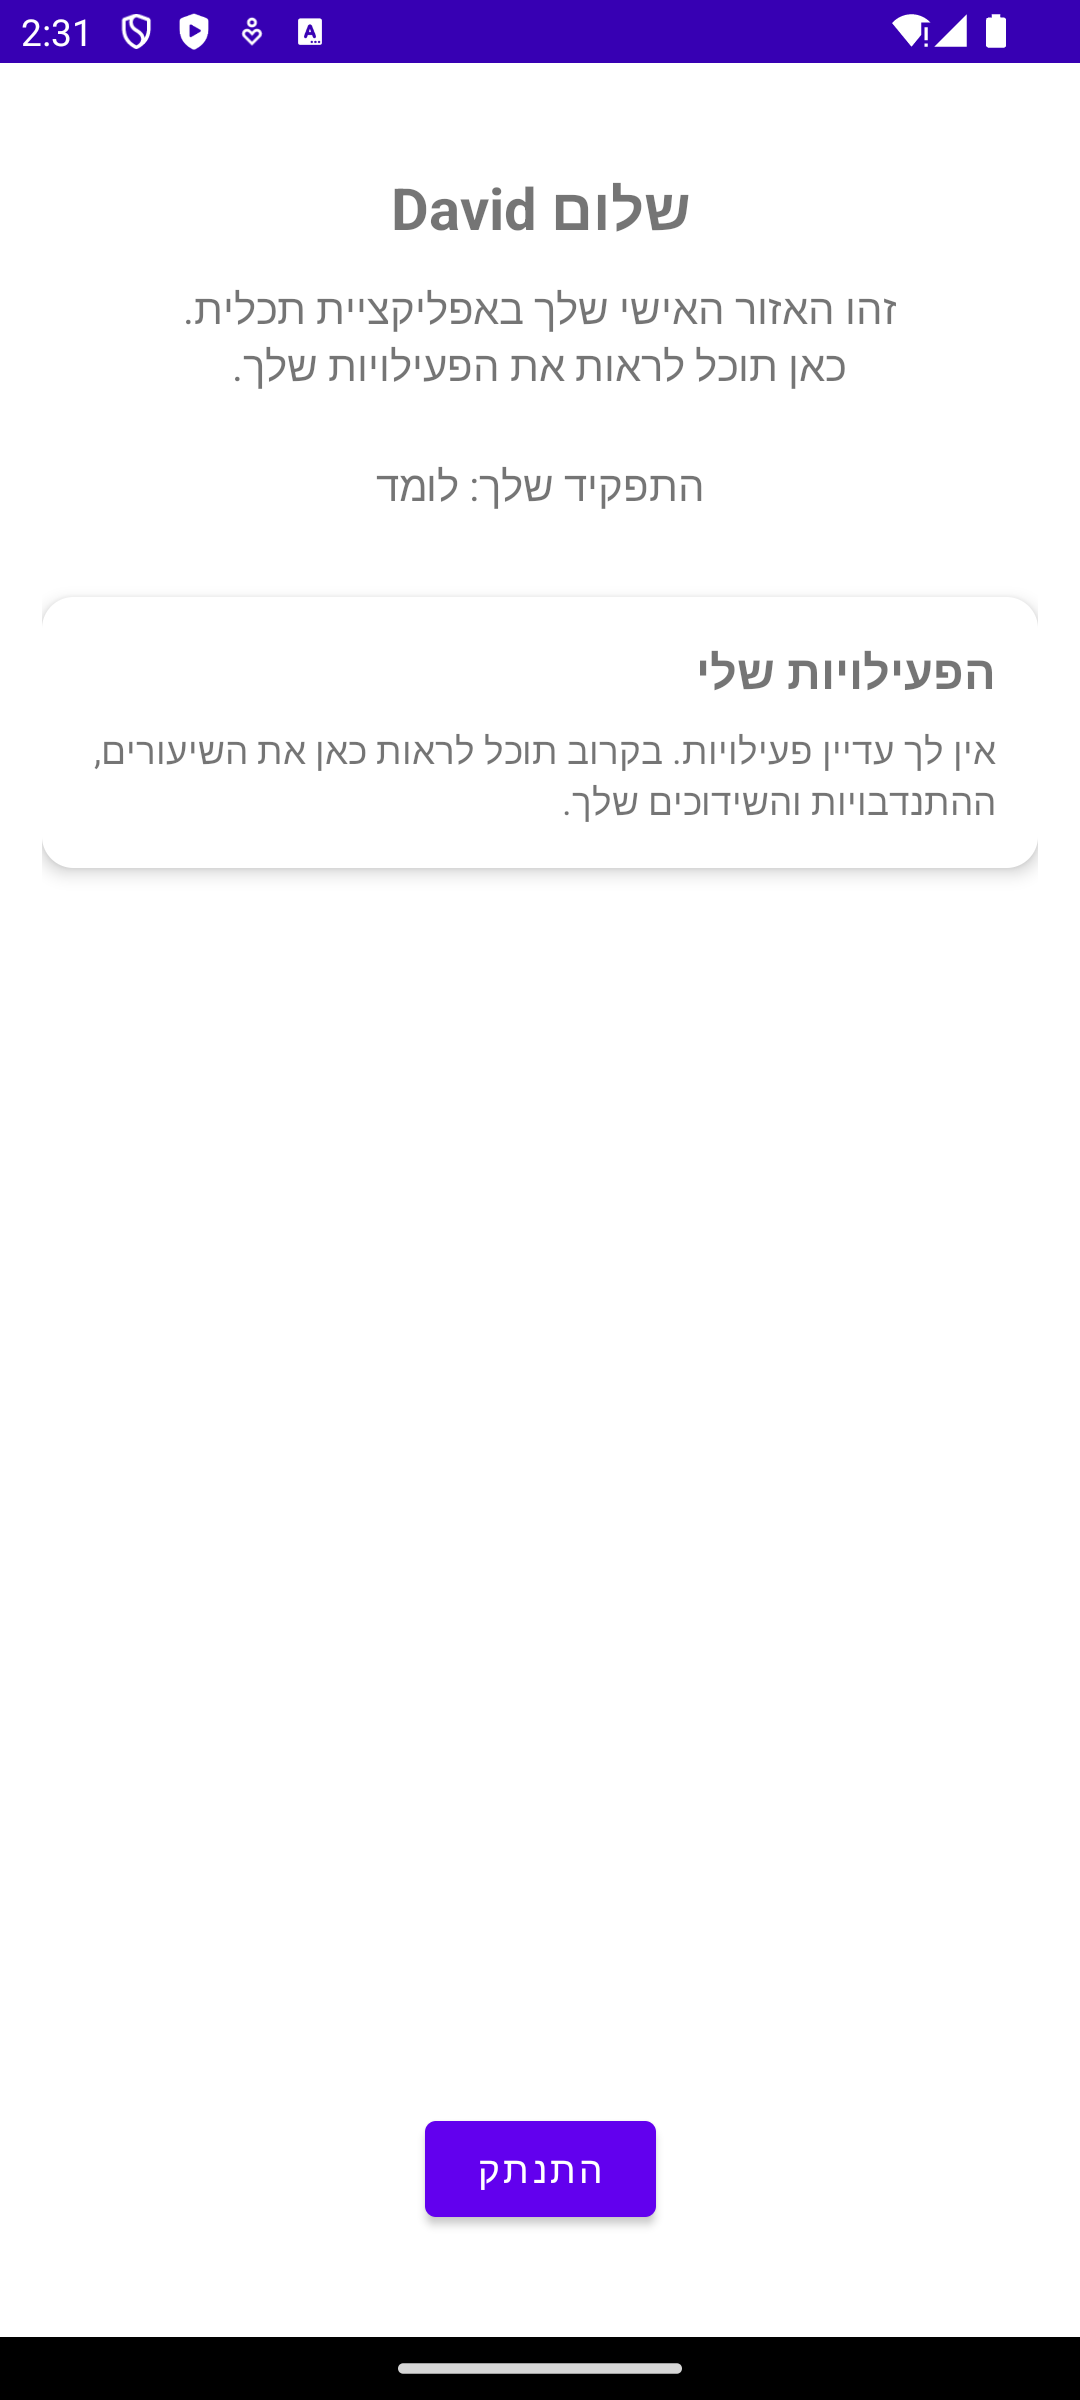 2:31
שלום David
זהו האזור האישי שלך באפליקציית תכלית.
כאן תוכל לראות את הפעילויות שלך.
התפקיד שלך: לומד
הפעילויות שלי
אין לך עדיין פעילויות. בקרוב תוכל לראות כאן את השיעורים,
ההתנדבויות והשידוכים שלך.
התנתק